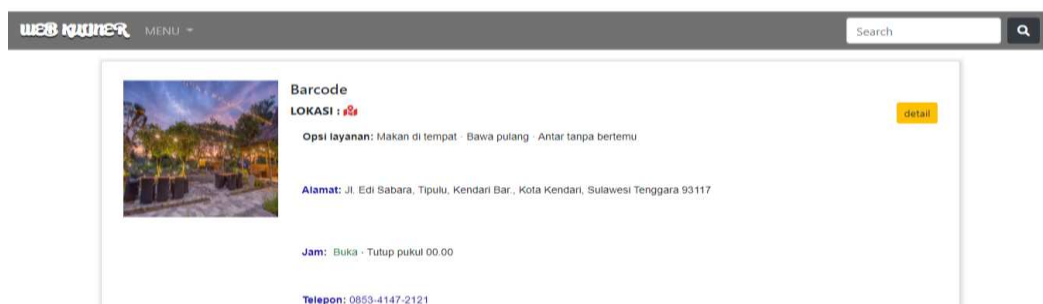 WEB KULINER MENU Search
Barcode
LOKASI :
detail
Opsi layanan: Makan di tempat · Bawa pulang · Antar tanpa bertemu
Alamat: Jl. Edi Sabara, Tipulu, Kendari Bar., Kota Kendari, Sulawesi Tenggara 93117
Jam: Buka · Tutup pukul 00.00
Telepon: 0853-4147-2121